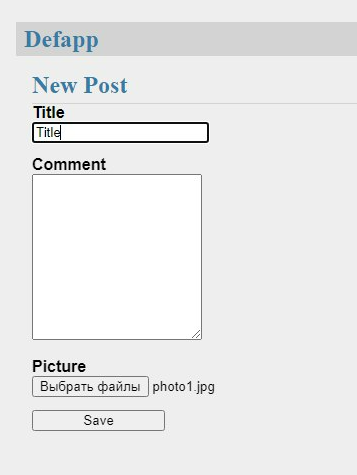 Defapp
New Post
Title
Title
Comment
Picture
Выбрать файлы photo1.jpg
Save